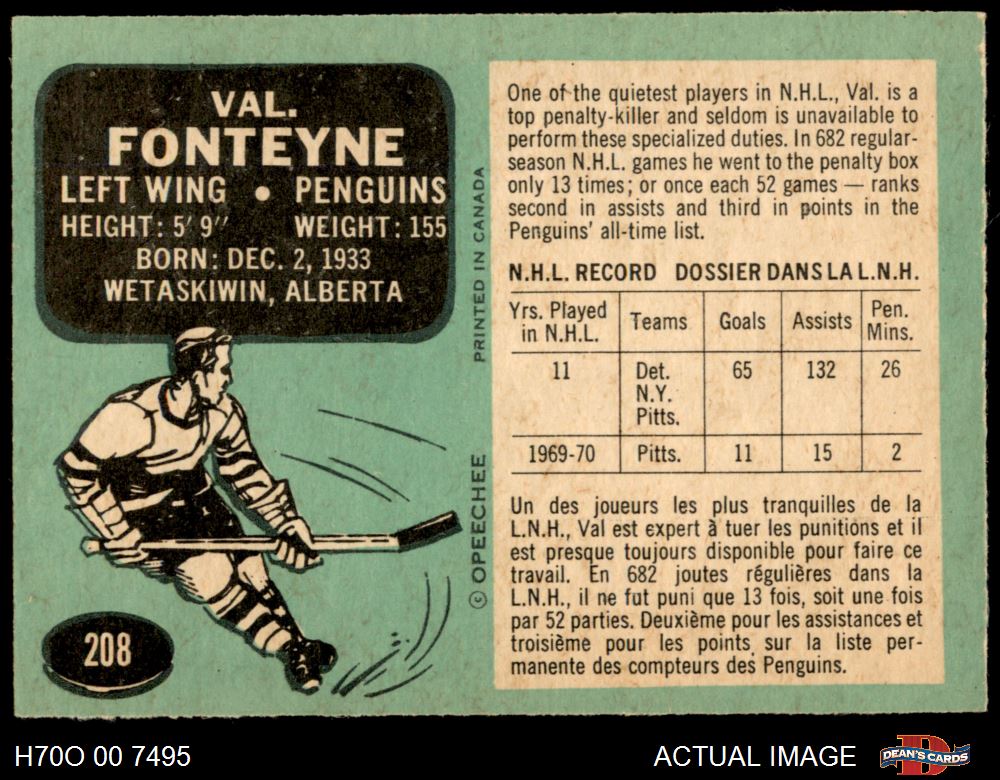 VAL.
FONTEYNE
LEFT WING • PENGUINS
HEIGHT: 5' 9" WEIGHT: 155
BORN: DEC. 2, 1933
WETASKIWIN, ALBERTA
208
© OPEECHEE PRINTED IN CANADA
One of the quietest players in N.H.L., Val. is a
top penalty-killer and seldom is unavailable to
perform these specialized duties. In 682 regular-
season N.H.L. games he went to the penalty box
only 13 times; or once each 52 games — ranks
second in assists and third in points in the
Penguins' all-time list.
N.H.L. RECORD DOSSIER DANS LA L.N.H.
Yrs. Played
in N.H.L. Teams Goals Assists Pen.
Mins.
11 Det. 65 132 26
N.Y.
Pitts.
1969-70 Pitts. 11 15 2
Un des joueurs les plus tranquilles de la
L.N.H., Val est expert à tuer les punitions et il
est presque toujours disponible pour faire ce
travail. En 682 joutes régulières dans la
L.N.H., il ne fut puni que 13 fois, soit une fois
par 52 parties. Deuxième pour les assistances et
troisième pour les points sur la liste per-
manente des compteurs des Penguins.
H70O 00 7495 ACTUAL IMAGE DEAN'S CARDS